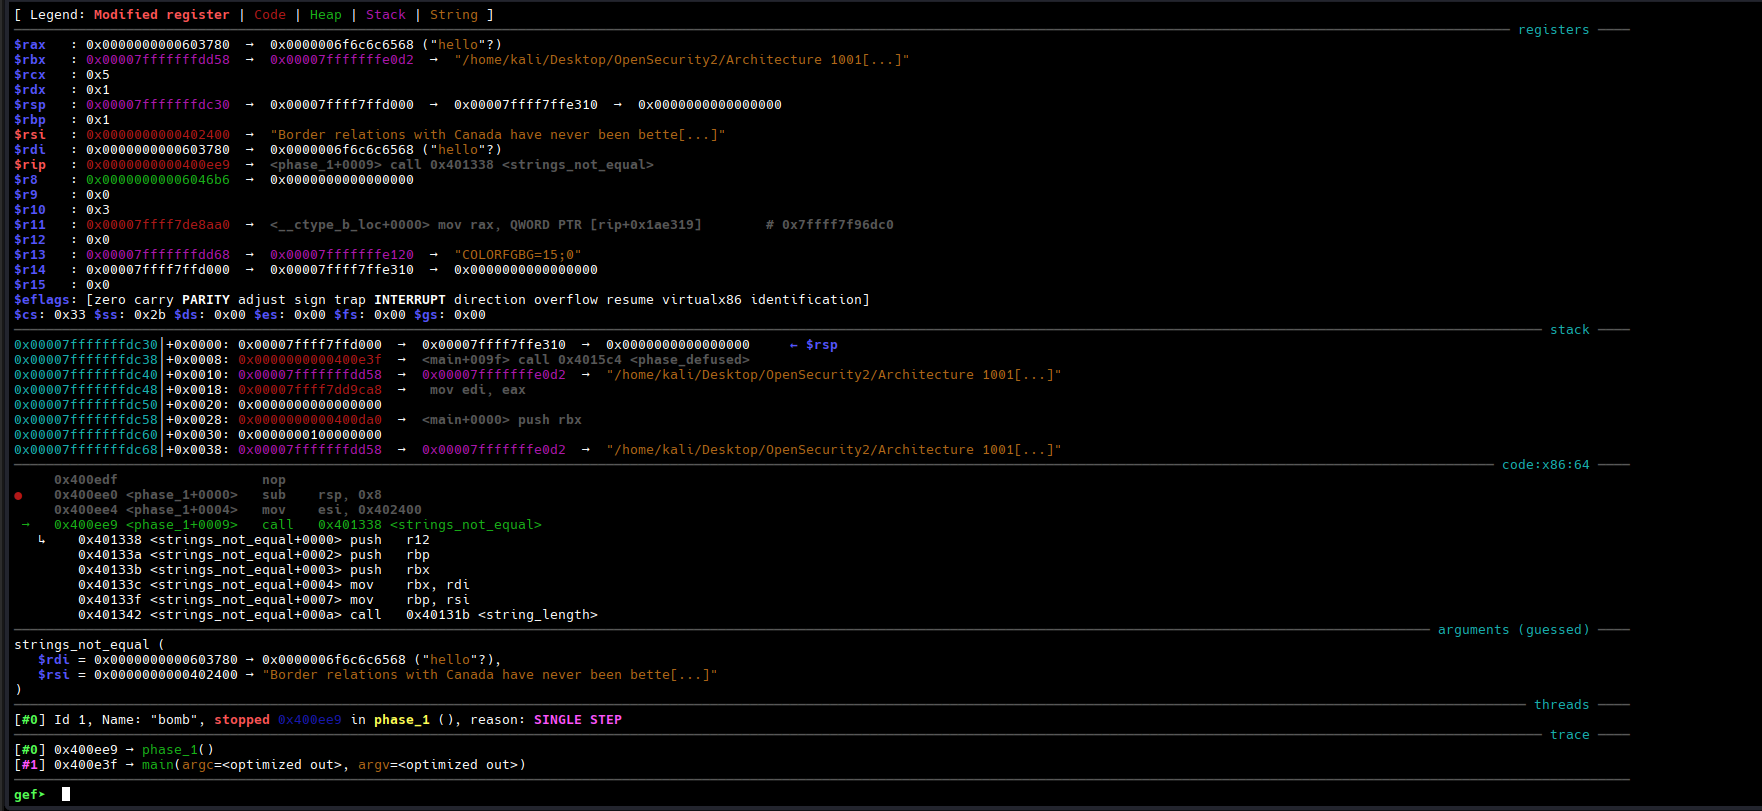 [ Legend: Modified register | Code | Heap | Stack | String ]
registers
$rax   : 0x0000000000603780  →  0x0000006f6c6c6568 ("hello"?)
$rbx   : 0x00007fffffffdd58  →  0x00007fffffffe0d2  →  "/home/kali/Desktop/OpenSecurity2/Architecture 1001[...]"
$rcx   : 0x5
$rdx   : 0x1
$rsp   : 0x00007fffffffdc30  →  0x00007ffff7ffd000  →  0x00007ffff7ffe310  →  0x0000000000000000
$rbp   : 0x1
$rsi   : 0x0000000000402400  →  "Border relations with Canada have never been bette[...]"
$rdi   : 0x0000000000603780  →  0x0000006f6c6c6568 ("hello"?)
$rip   : 0x0000000000400ee9  →  <phase_1+0009> call 0x401338 <strings_not_equal>
$r8    : 0x00000000006046b6  →  0x0000000000000000
$r9    : 0x0
$r10   : 0x3
$r11   : 0x00007ffff7de8aa0  →  <__ctype_b_loc+0000> mov rax, QWORD PTR [rip+0x1ae319]        # 0x7ffff7f96dc0
$r12   : 0x0
$r13   : 0x00007fffffffdd68  →  0x00007fffffffe120  →  "COLORFGBG=15;0"
$r14   : 0x00007ffff7ffd000  →  0x00007ffff7ffe310  →  0x0000000000000000
$r15   : 0x0
$eflags: [zero carry PARITY adjust sign trap INTERRUPT direction overflow resume virtualx86 identification]
$cs: 0x33 $ss: 0x2b $ds: 0x00 $es: 0x00 $fs: 0x00 $gs: 0x00
stack
0x00007fffffffdc30│+0x0000: 0x00007ffff7ffd000  →  0x00007ffff7ffe310  →  0x0000000000000000     ← $rsp
0x00007fffffffdc38│+0x0008: 0x0000000000400e3f  →  <main+009f> call 0x4015c4 <phase_defused>
0x00007fffffffdc40│+0x0010: 0x00007fffffffdd58  →  0x00007fffffffe0d2  →  "/home/kali/Desktop/OpenSecurity2/Architecture 1001[...]"
0x00007fffffffdc48│+0x0018: 0x00007ffff7dd9ca8  →   mov edi, eax
0x00007fffffffdc50│+0x0020: 0x0000000000000000
0x00007fffffffdc58│+0x0028: 0x0000000000400da0  →  <main+0000> push rbx
0x00007fffffffdc60│+0x0030: 0x0000000100000000
0x00007fffffffdc68│+0x0038: 0x00007fffffffdd58  →  0x00007fffffffe0d2  →  "/home/kali/Desktop/OpenSecurity2/Architecture 1001[...]"
code:x86:64
0x400edf                  nop
● 0x400ee0 <phase_1+0000>   sub    rsp, 0x8
0x400ee4 <phase_1+0004>   mov    esi, 0x402400
→ 0x400ee9 <phase_1+0009>   call   0x401338 <strings_not_equal>
↳ 0x401338 <strings_not_equal+0000> push   r12
0x40133a <strings_not_equal+0002> push   rbp
0x40133b <strings_not_equal+0003> push   rbx
0x40133c <strings_not_equal+0004> mov    rbx, rdi
0x40133f <strings_not_equal+0007> mov    rbp, rsi
0x401342 <strings_not_equal+000a> call   0x40131b <string_length>
arguments (guessed)
strings_not_equal (
$rdi = 0x0000000000603780 → 0x0000006f6c6c6568 ("hello"?),
$rsi = 0x0000000000402400 → "Border relations with Canada have never been bette[...]"
)
threads
[#0] Id 1, Name: "bomb", stopped 0x400ee9 in phase_1 (), reason: SINGLE STEP
trace
[#0] 0x400ee9 → phase_1()
[#1] 0x400e3f → main(argc=<optimized out>, argv=<optimized out>)
gef➤